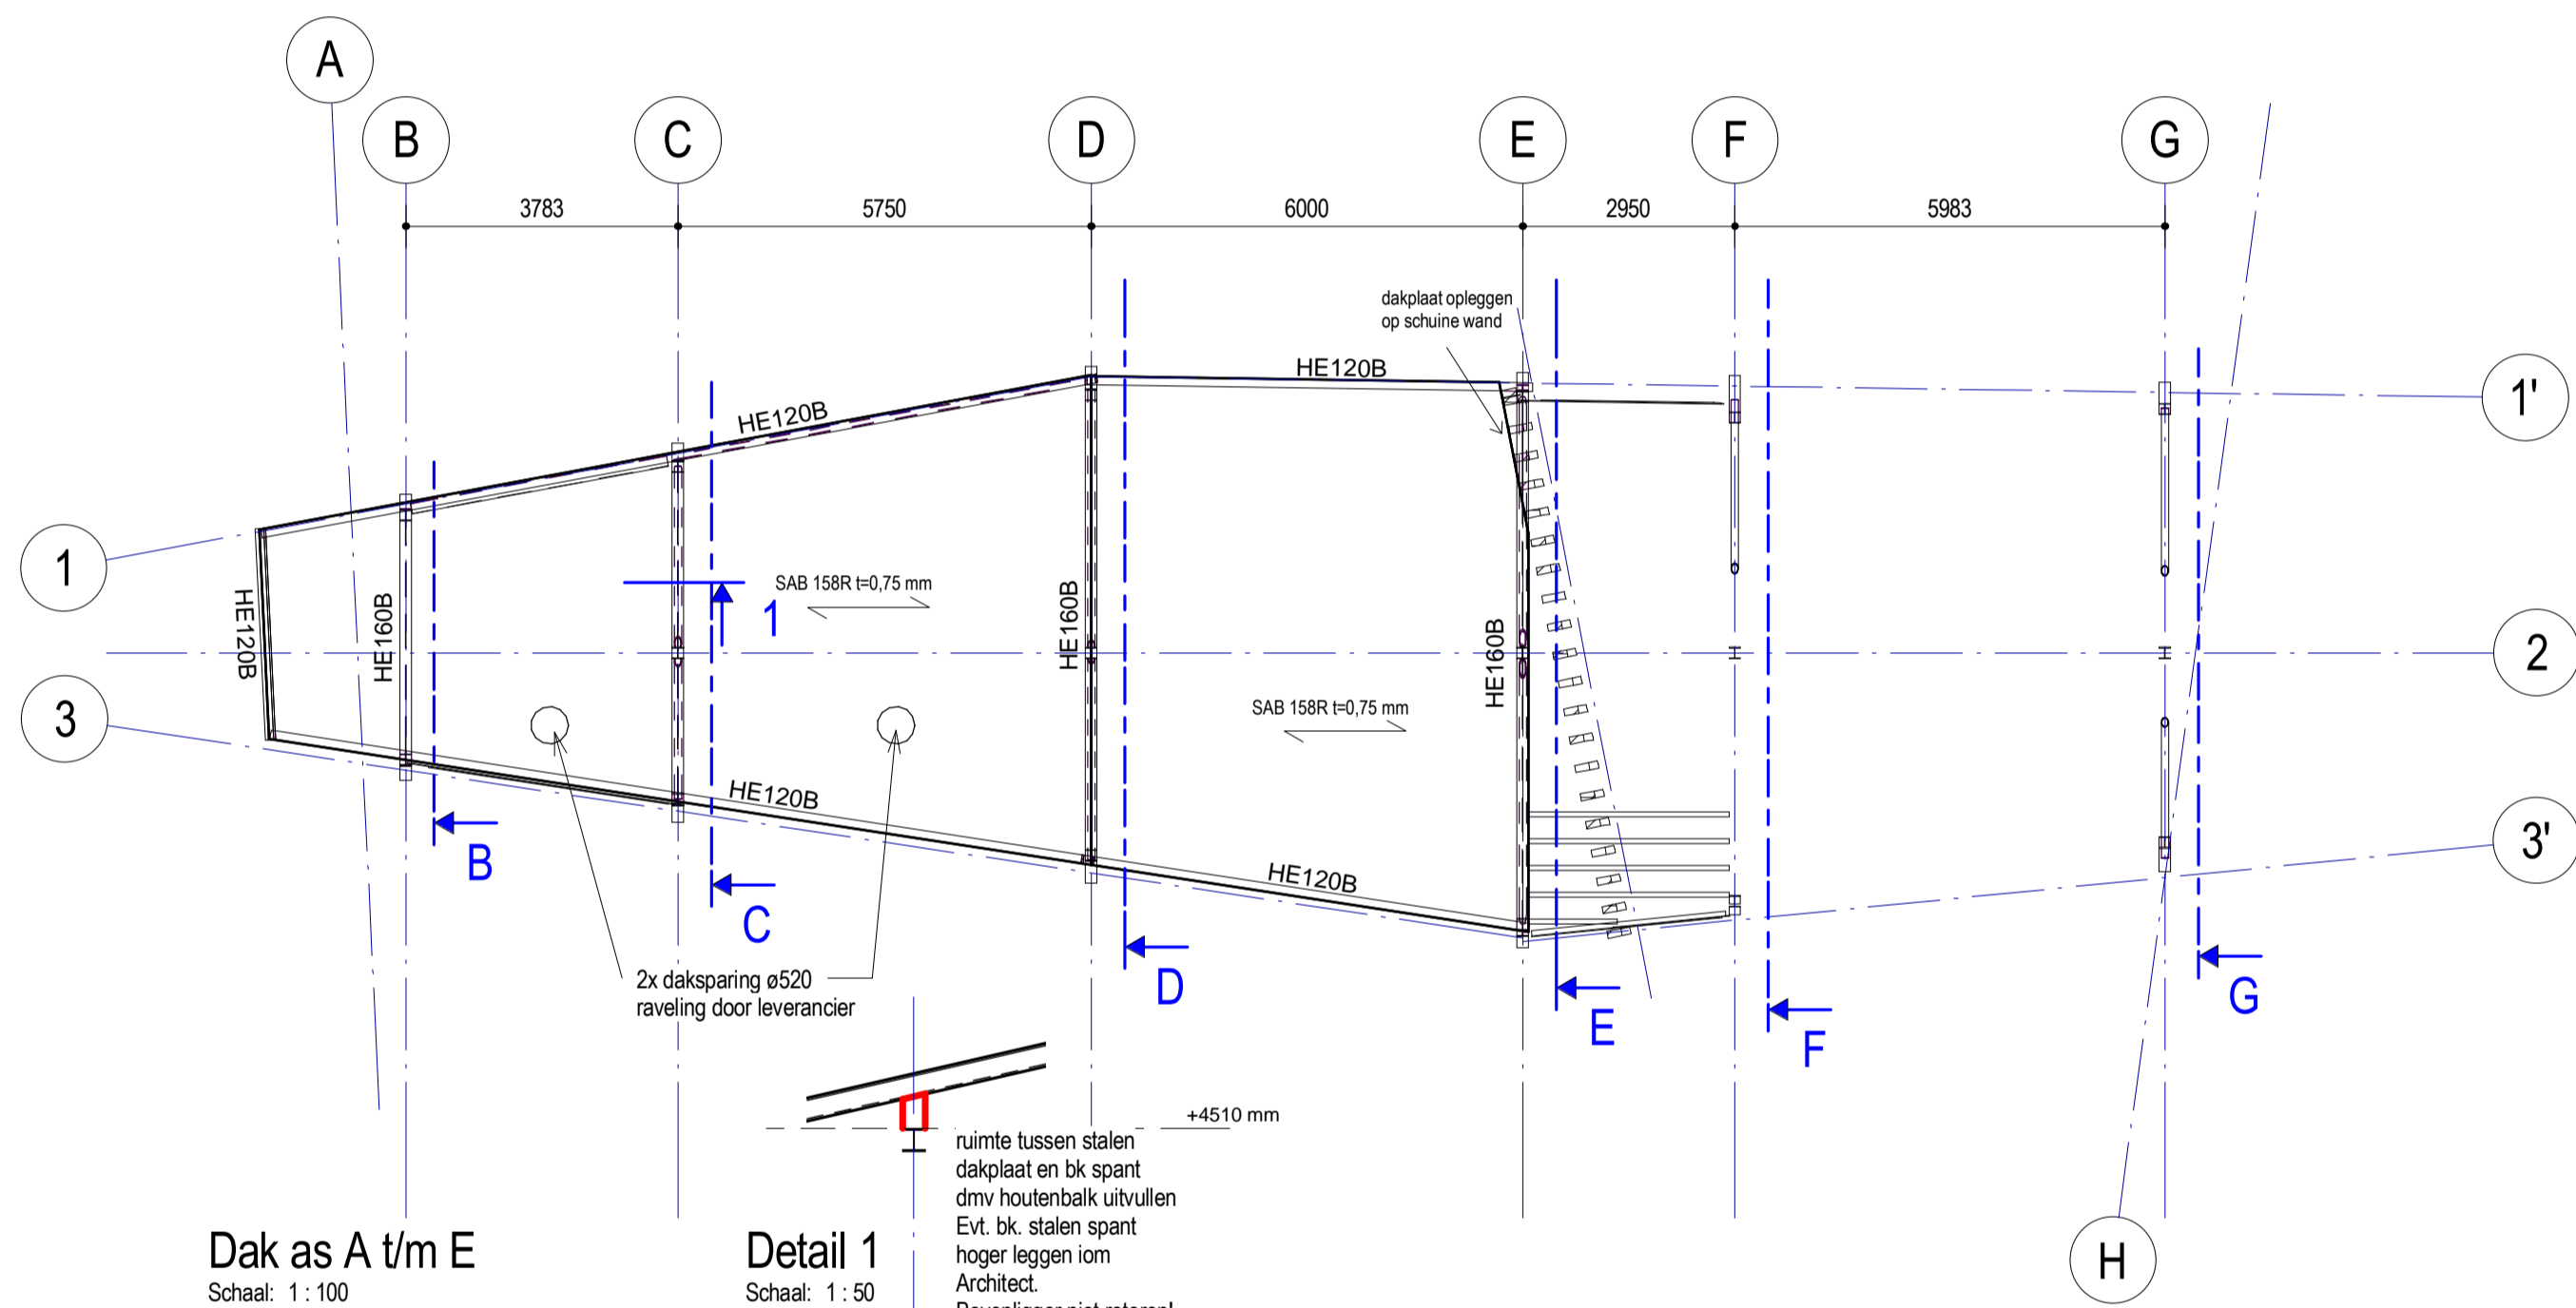 A
B
C
D
E
F
G
3783
5750
6000
2950
5983
dakplaat opleggen
op schuine wand
HE120B
HE120B
1'
1
SAB 158R t=0,75 mm
1
HE120B
HE160B
HE160B
HE160B
2
3
SAB 158R t=0,75 mm
HE120B
3'
B
HE120B
C
2x daksparing ø520
raveling door leverancier
D
E
G
F
+4510 mm
ruimte tussen stalen
dakplaat en bk spant
dmv houtenbalk uitvullen
Evt. bk. stalen spant
hoger leggen iom
Architect.
Dak as A t/m E
Schaal: 1 : 100
Detail 1
Schaal: 1 : 50
H